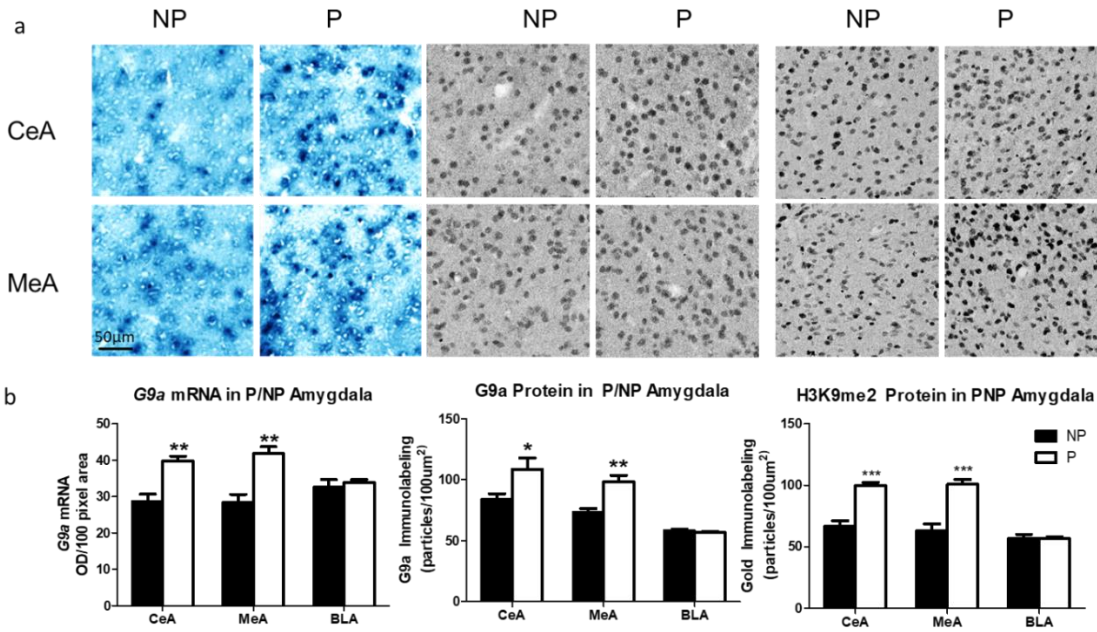 a
NP P NP P NP P
CeA
MeA
50μm
b
G9a mRNA in P/NP Amygdala
G9a mRNA
OD/100 pixel area
50
40
30
20
10
0
** **
CeA MeA BLA
G9a Protein in P/NP Amygdala
G9a Immunolabeling
(particles/100um²)
150
100
50
0
* **
CeA MeA BLA
H3K9me2 Protein in PNP Amygdala
Gold Immunolabeling
(particles/100um²)
150
100
50
0
*** ***
NP
P
CeA MeA BLA